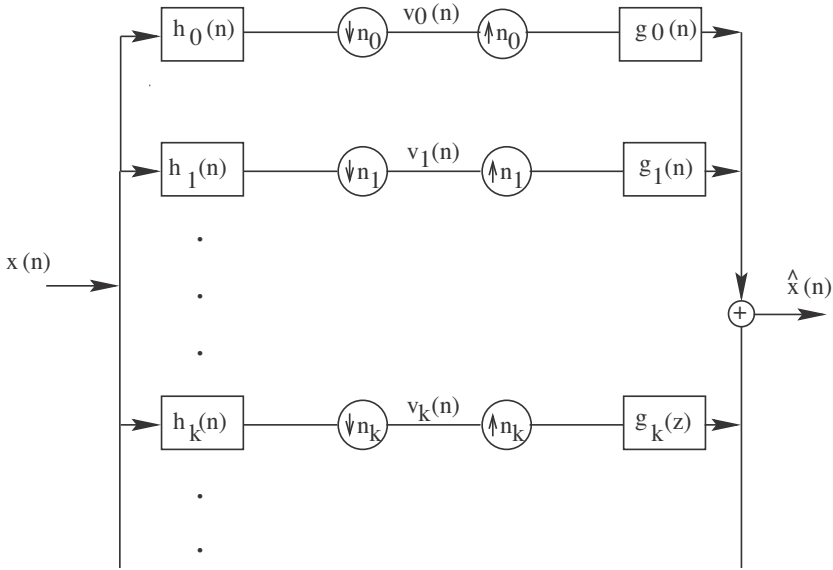 h0(n) ↓n0 v0(n) ↑n0 g0(n)
h1(n) ↓n1 v1(n) ↑n1 g1(n)
x(n)
x̂(n)
+
hk(n) ↓nk vk(n) ↑nk gk(z)